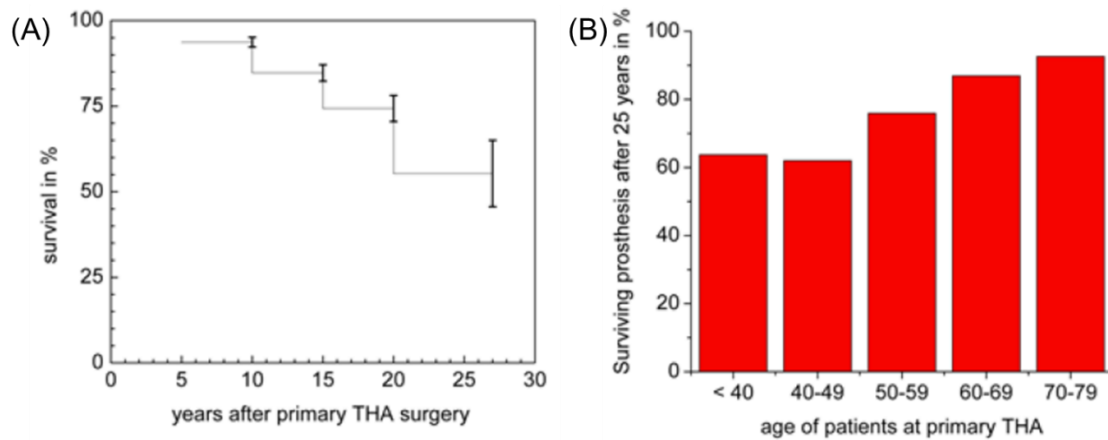 (A)
survival in %
100
75
50
25
0
0 5 10 15 20 25 30
years after primary THA surgery
(B)
Surviving prosthesis after 25 years in %
100
80
60
40
20
0
< 40 40-49 50-59 60-69 70-79
age of patients at primary THA